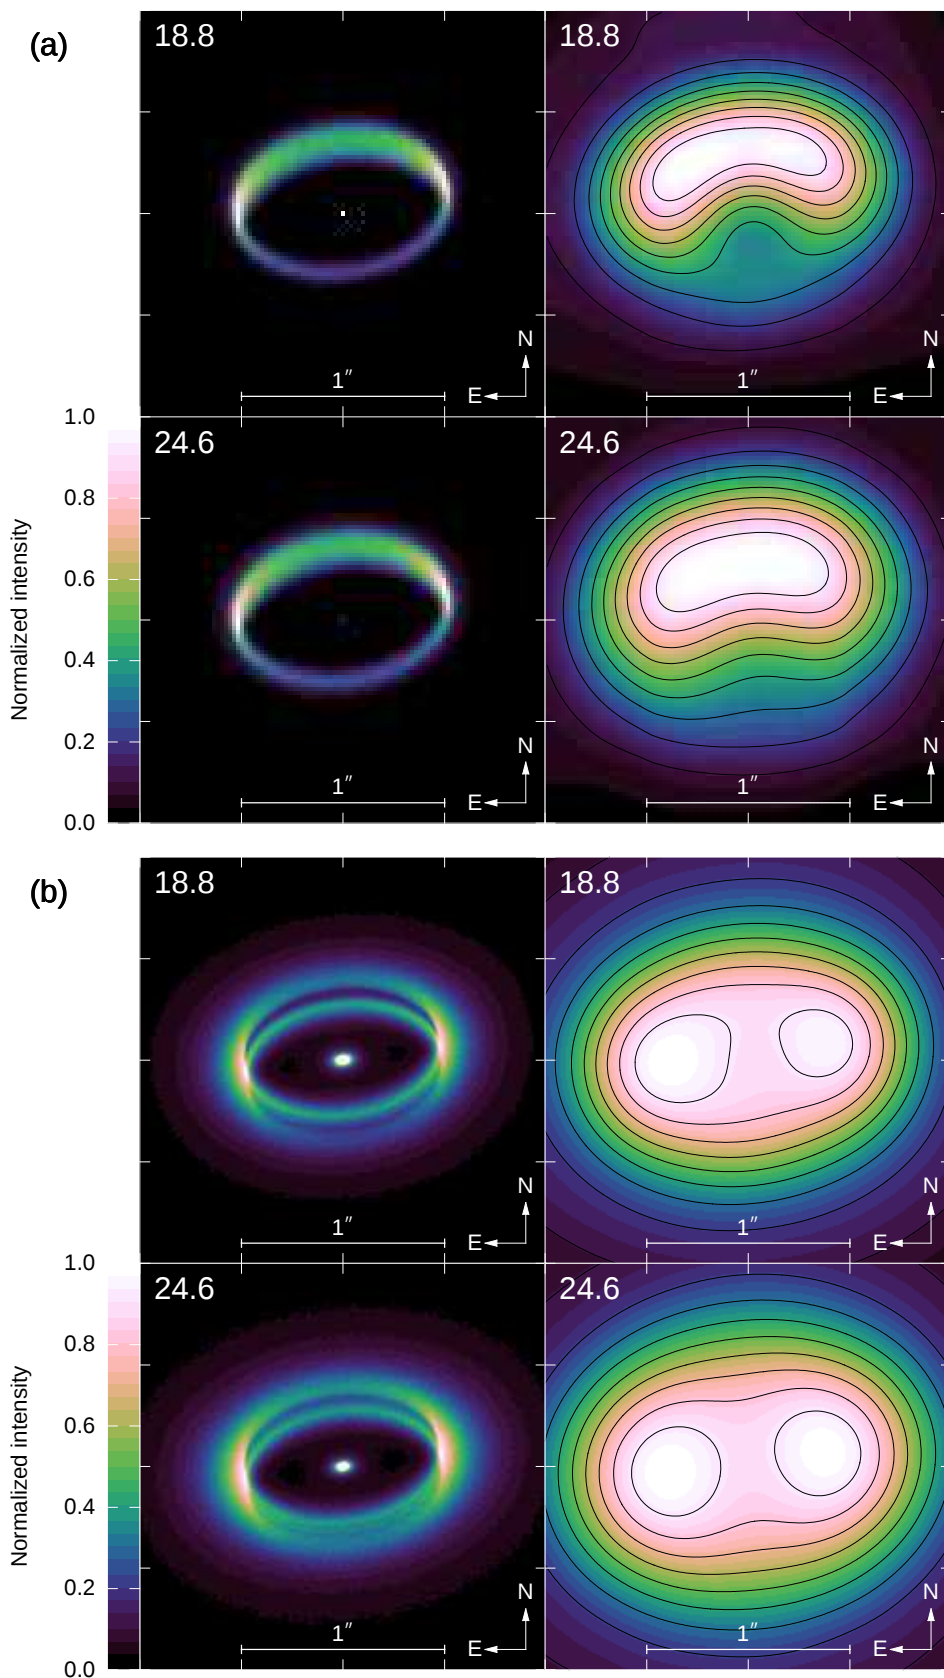 (a)
18.8
18.8
N
N
1″
1″
E
E
1.0
24.6
24.6
0.8
0.6
0.4
0.2
0.0
Normalized intensity
N
N
1″
1″
E
E
(b)
18.8
18.8
N
N
1″
1″
E
E
1.0
24.6
24.6
0.8
0.6
0.4
0.2
0.0
Normalized intensity
N
N
1″
1″
E
E